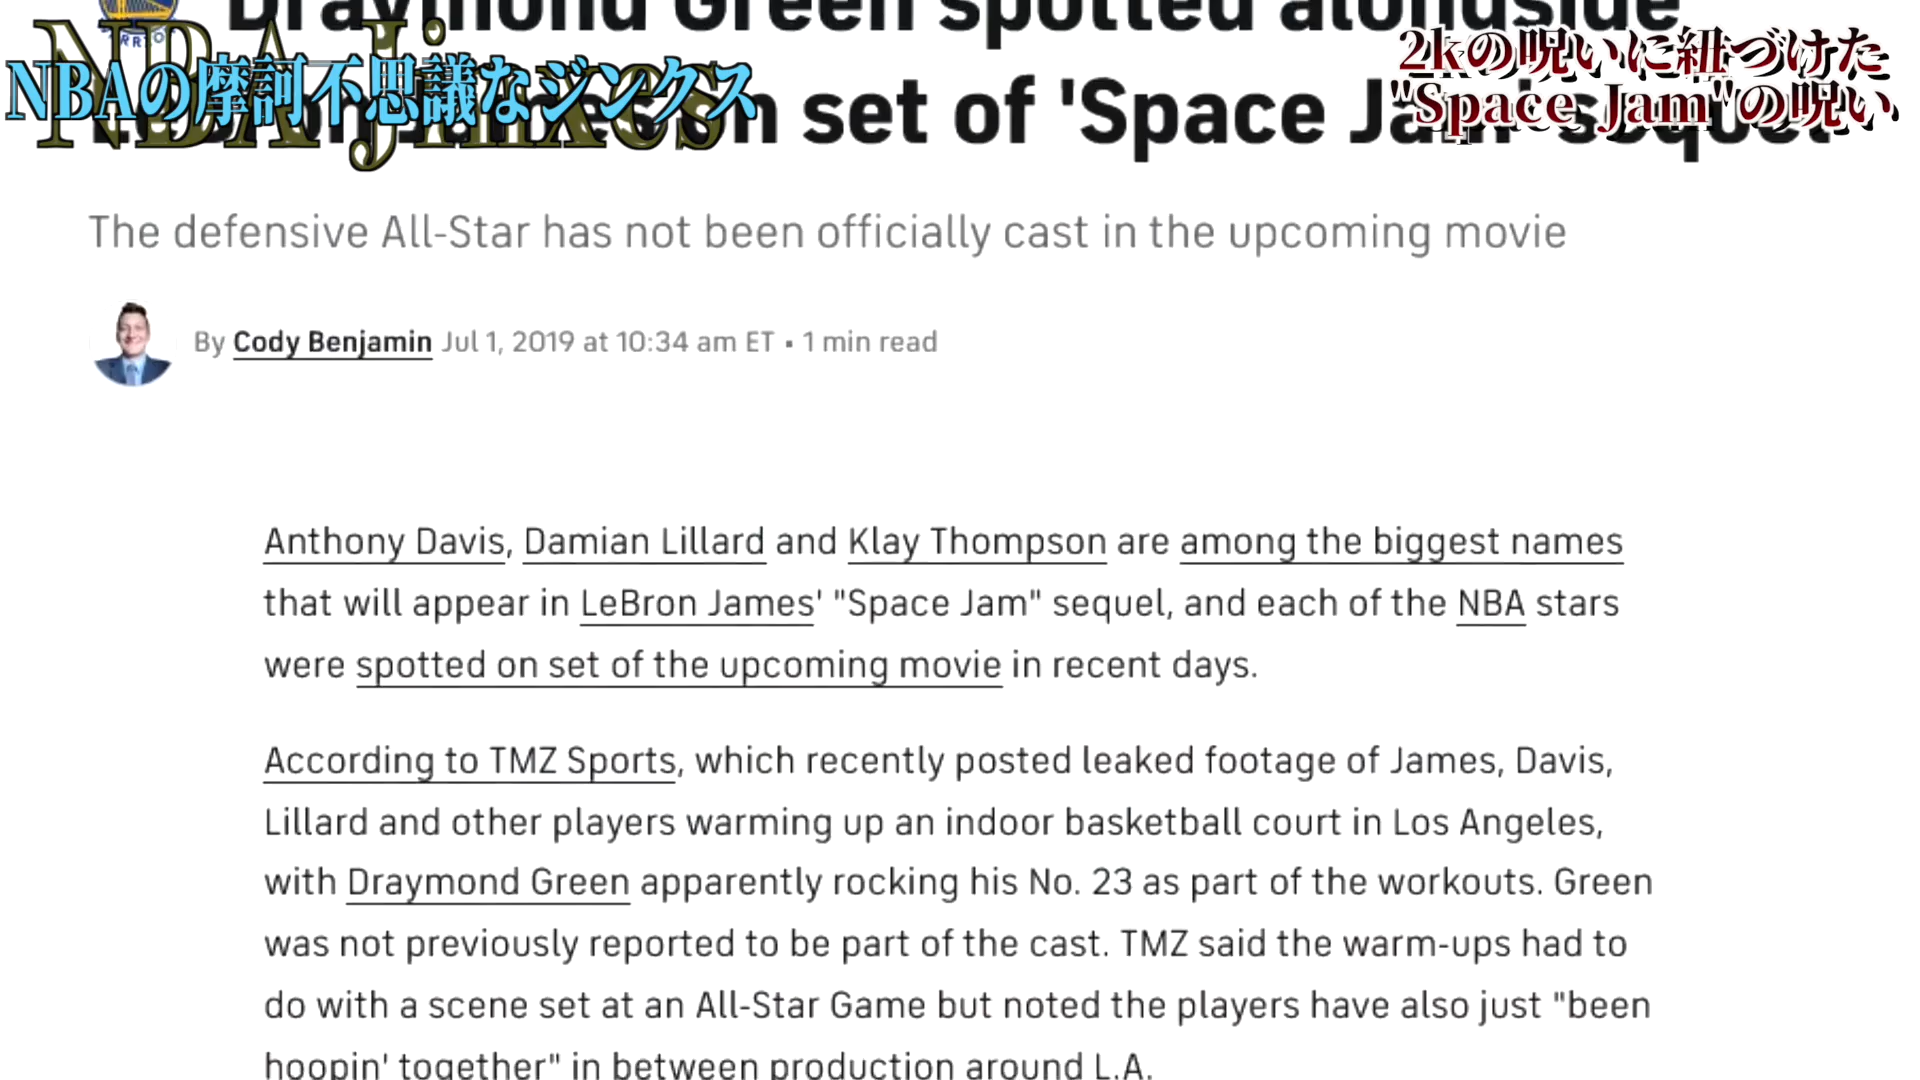 Draymond Green spotted alongside
NBA Jinxes
NBAの摩訶不思議なジンクス
2kの呪いに紐づけた
"Space Jam"の呪い
on set of 'Space Jam' sequel
The defensive All-Star has not been officially cast in the upcoming movie
By Cody Benjamin Jul 1, 2019 at 10:34 am ET • 1 min read
Anthony Davis, Damian Lillard and Klay Thompson are among the biggest names
that will appear in LeBron James' "Space Jam" sequel, and each of the NBA stars
were spotted on set of the upcoming movie in recent days.
According to TMZ Sports, which recently posted leaked footage of James, Davis,
Lillard and other players warming up an indoor basketball court in Los Angeles,
with Draymond Green apparently rocking his No. 23 as part of the workouts. Green
was not previously reported to be part of the cast. TMZ said the warm-ups had to
do with a scene set at an All-Star Game but noted the players have also just "been
hoopin' together" in between production around L.A.